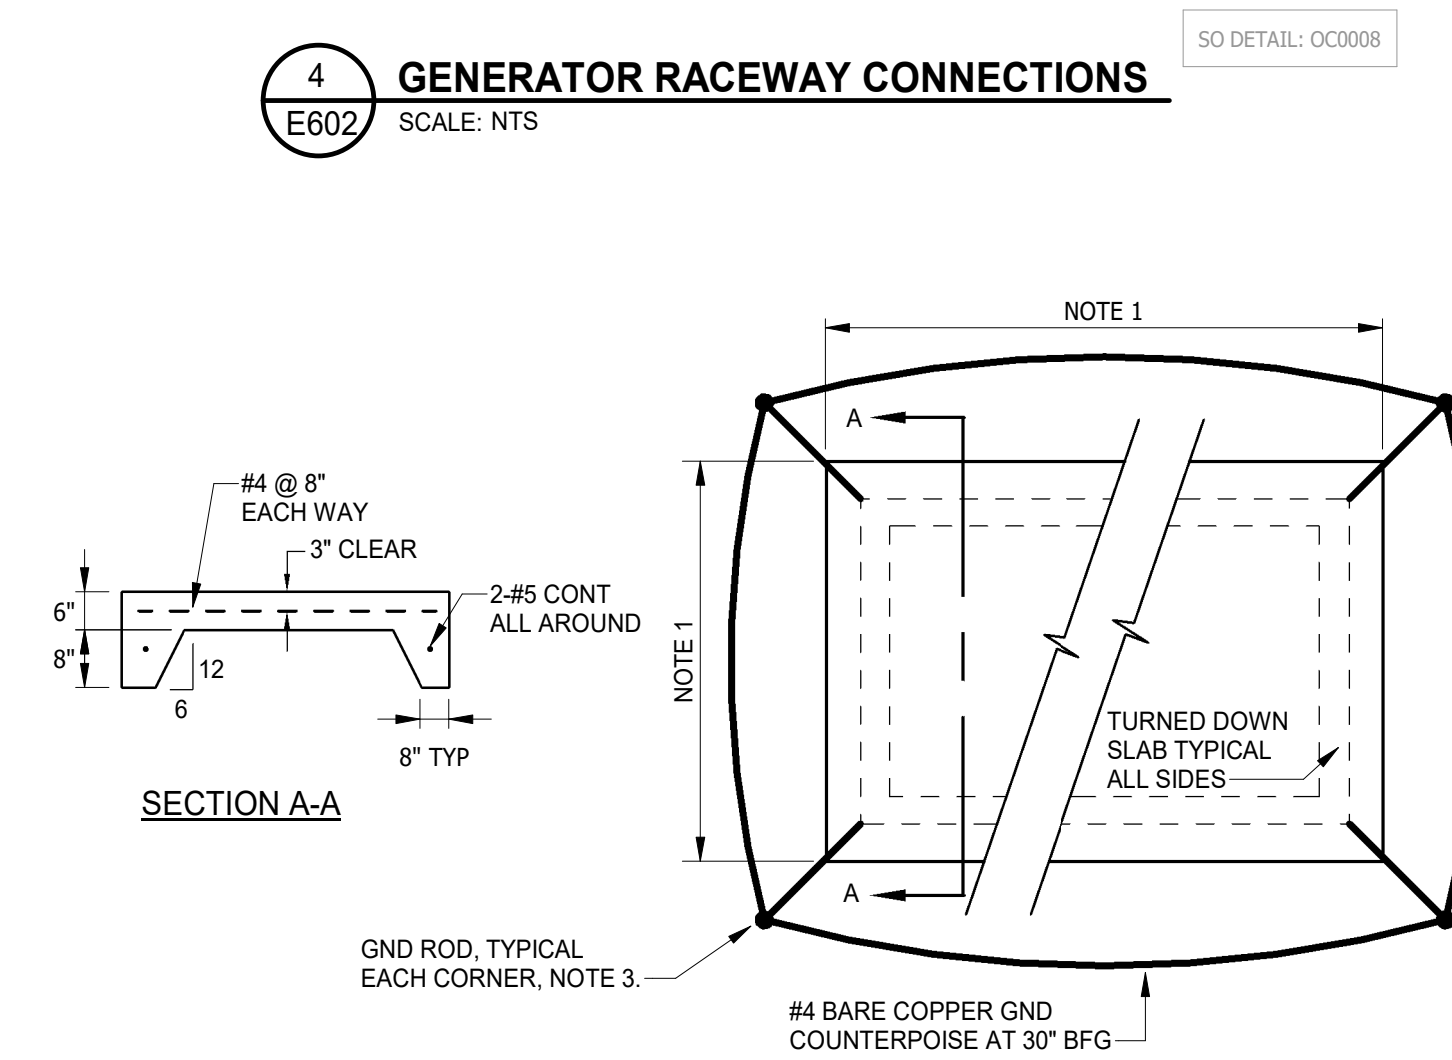 SO DETAIL: OC0008
4
E602
GENERATOR RACEWAY CONNECTIONS
SCALE: NTS
NOTE 1
A
#4 @ 8"
EACH WAY
3" CLEAR
6"
8"
2-#5 CONT
ALL AROUND
12
6
8" TYP
SECTION A-A
NOTE 1
TURNED DOWN
SLAB TYPICAL
ALL SIDES
A
GND ROD, TYPICAL
EACH CORNER, NOTE 3.
#4 BARE COPPER GND
COUNTERPOISE AT 30" BFG